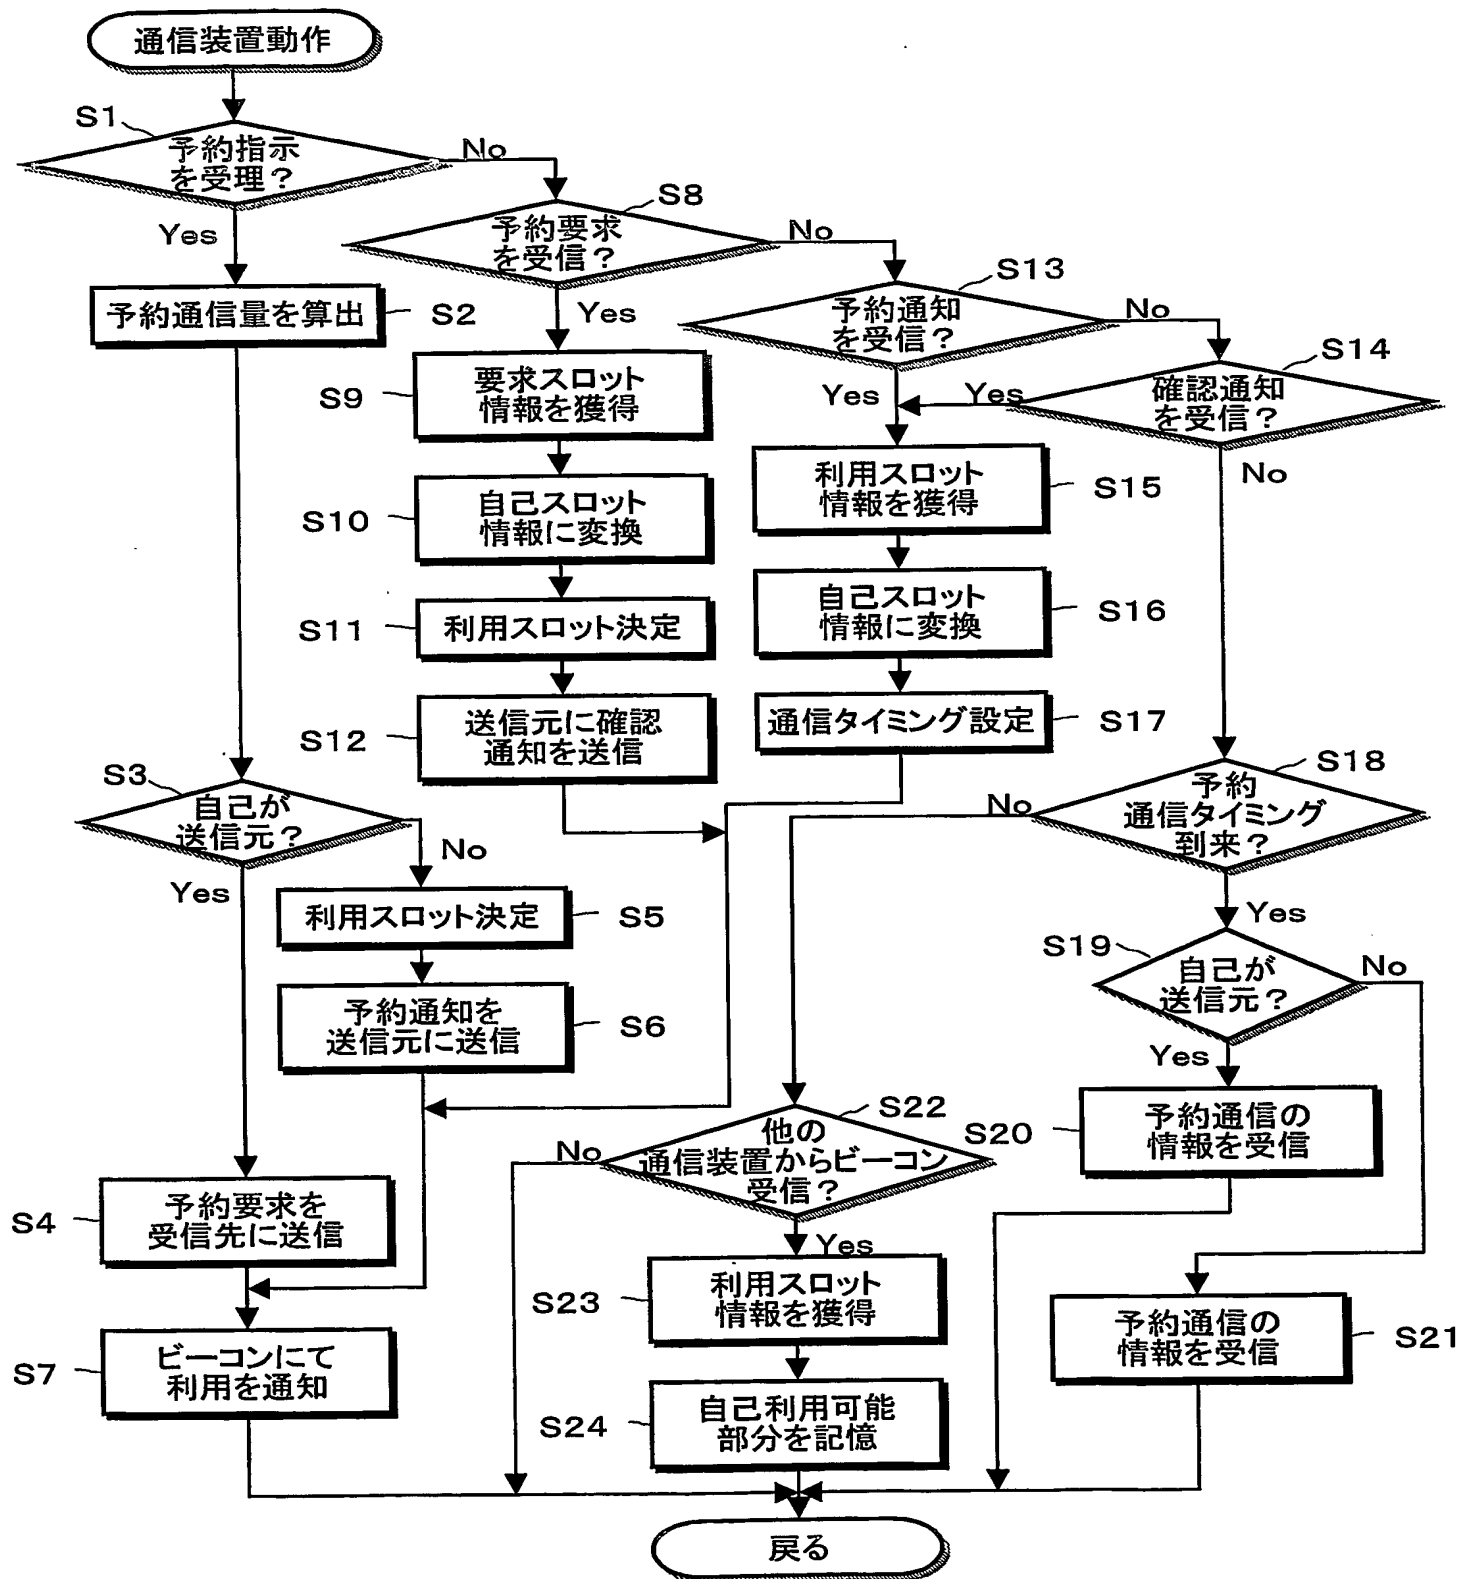 通信装置動作
S1
予約指示
を受理？
No
Yes
S8
予約要求
を受信？
No
Yes
S13
予約通知
を受信？
No
Yes
S14
確認通知
を受信？
Yes
No
予約通信量を算出
S2
S9
要求スロット
情報を獲得
S10
自己スロット
情報に変換
S11
利用スロット決定
S12
送信元に確認
通知を送信
利用スロット
情報を獲得
S15
自己スロット
情報に変換
S16
通信タイミング設定
S17
S3
自己が
送信元？
No
Yes
利用スロット決定
S5
予約通知を
送信元に送信
S6
S4
予約要求を
受信先に送信
S7
ビーコンにて
利用を通知
S18
予約
通信タイミング
到来？
No
Yes
S19
自己が
送信元？
No
Yes
S20
予約通信の
情報を受信
予約通信の
情報を受信
S21
S22
他の
通信装置からビーコン
受信？
No
Yes
S23
利用スロット
情報を獲得
S24
自己利用可能
部分を記憶
戻る